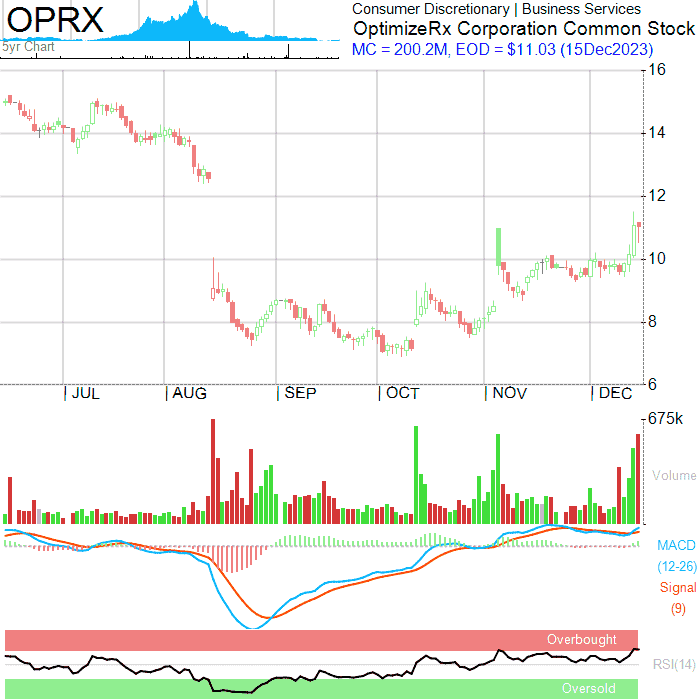 OPRX
5yr Chart
Consumer Discretionary | Business Services
OptimizeRx Corporation Common Stock
MC = 200.2M, EOD = $11.03 (15Dec2023)
16
14
12
10
8
6
JUL AUG SEP OCT NOV DEC
675k
Volume
MACD
(12-26)
Signal
(9)
Overbought
RSI(14)
Oversold